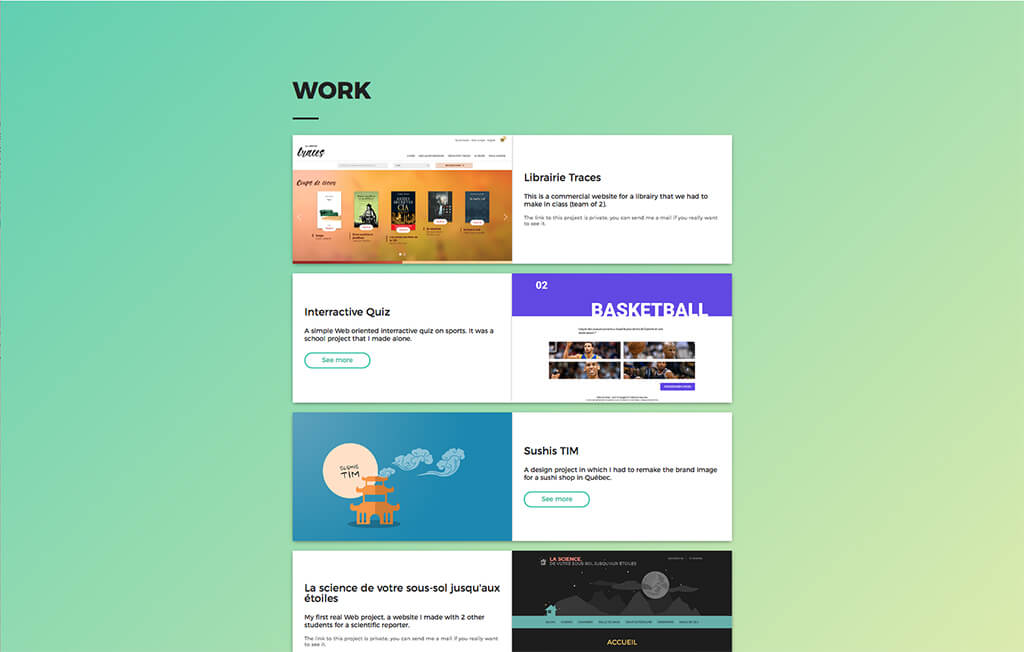 WORK
traces
Coups de coeur
Librairie Traces
This is a commercial website for a librairy that we had to
make in class (team of 2).
The link to this project is private, you can send me a mail if you really want
to see it.
Interractive Quiz
A simple Web oriented interractive quiz on sports. It was a
school project that I made alone.
See more
02
BASKETBALL
SUSHIS
TIM
Sushis TIM
A design project in which I had to remake the brand image
for a sushi shop in Québec.
See more
La science de votre sous-sol jusqu'aux
étoiles
My first real Web project, a website I made with 2 other
students for a scientific reporter.
The link to this project is private, you can send me a mail if you really want
to see it.
LA SCIENCE,
DE VOTRE SOUS-SOL JUSQU'AUX ÉTOILES
ACCUEIL